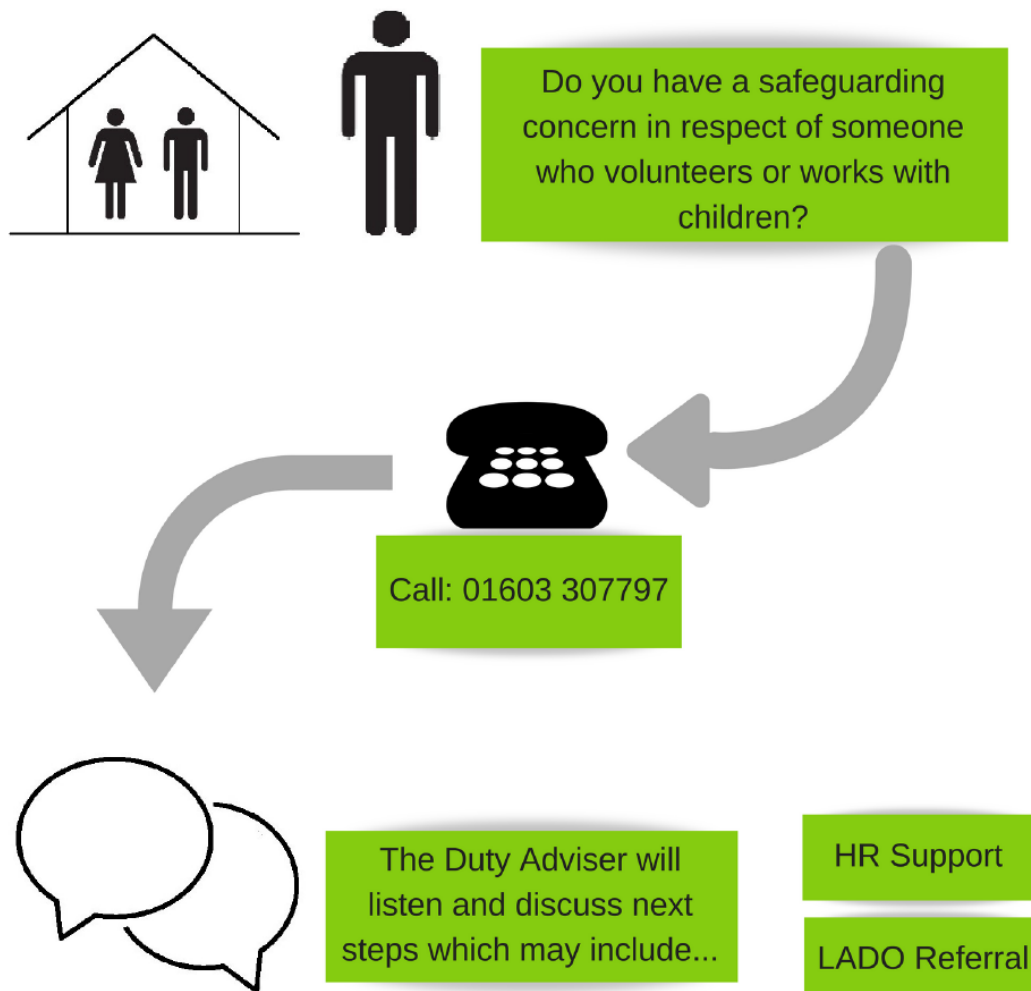 Do you have a safeguarding
concern in respect of someone
who volunteers or works with
children?
Call: 01603 307797
The Duty Adviser will
listen and discuss next
steps which may include...
HR Support
LADO Referral